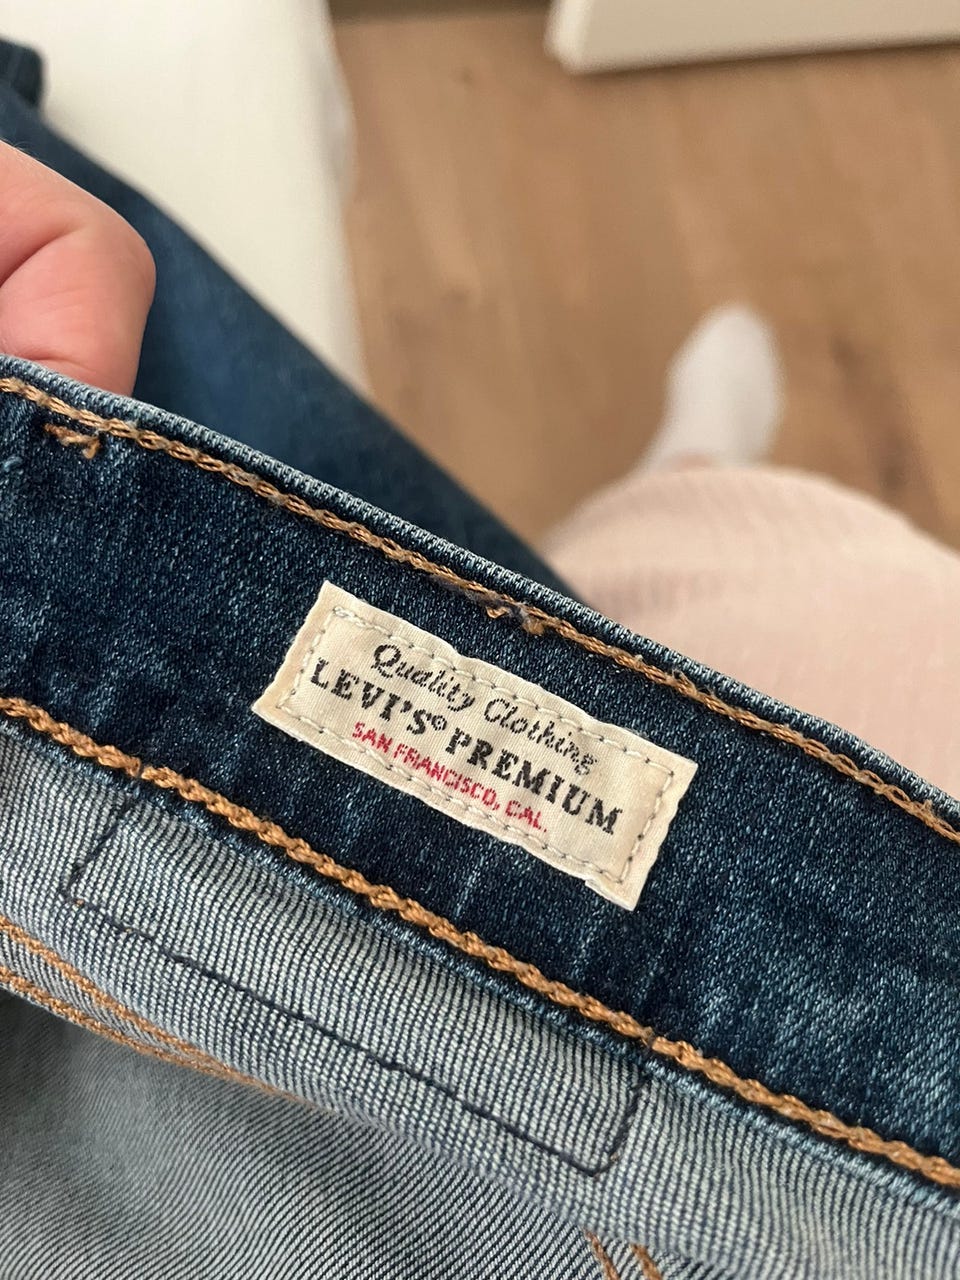 Quality Clothing
LEVI'S® PREMIUM
SAN FRANCISCO, CAL.